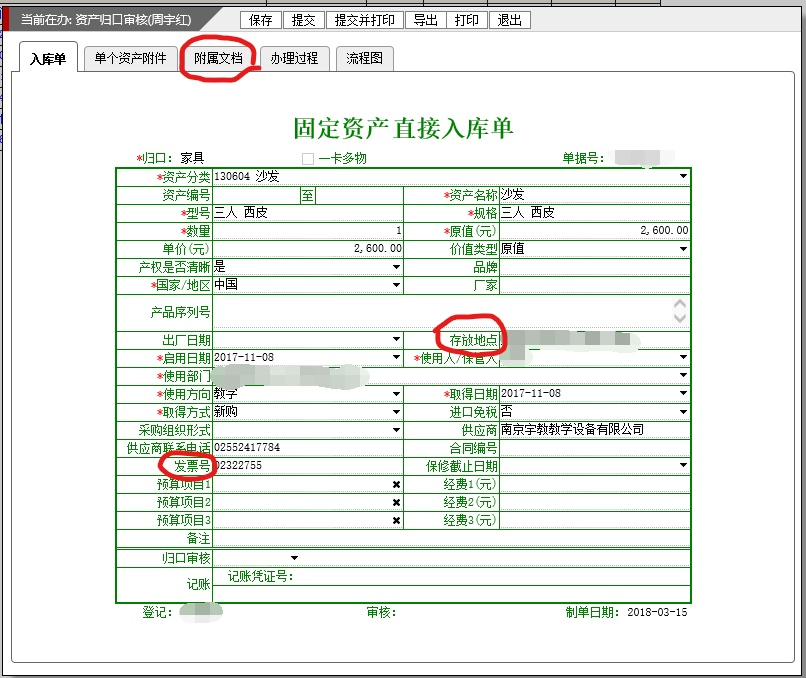 当前在办: 资产归口审核(周宇红) 保存 提交 提交并打印 导出 打印 退出
入库单 单个资产附件 附属文档 办理过程 流程图
固定资产直接入库单
*归口: 家具 一卡多物 单据号:
*资产分类 130604 沙发
资产编号 至 *资产名称 沙发
*型号 三人 西皮 *规格 三人 西皮
*数量 1 *原值(元) 2,600.00
单价(元) 2,600.00 价值类型 原值
产权是否清晰 是 品牌
*国家/地区 中国 厂家
产品序列号
出厂日期 存放地点
*启用日期 2017-11-08 *使用人/保管人
*使用部门
*使用方向 教学 *取得日期 2017-11-08
*取得方式 新购 进口免税 否
采购组织形式 供应商 南京宇教教学设备有限公司
供应商联系电话 02552417784 合同编号
发票号 02322755 保修截止日期
预算项目1 经费1(元)
预算项目2 经费2(元)
预算项目3 经费3(元)
备注
归口审核
记账 记账凭证号:
登记: 审核: 制单日期: 2018-03-15